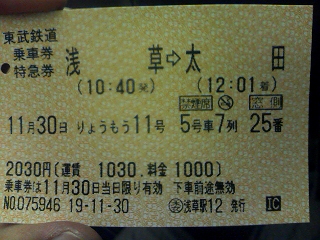 東武鉄道
乗車券
特急券
浅草⇨太田
(10:40発) (12:01着)
禁煙席 窓側
11月30日 りょうもう11号 5号車7列 25番
2030円(運賃 1030.料金 1000)
乗車券は11月30日当日限り有効 下車前途無効
NO.075946 19-11-30 浅草駅12 発行 IC